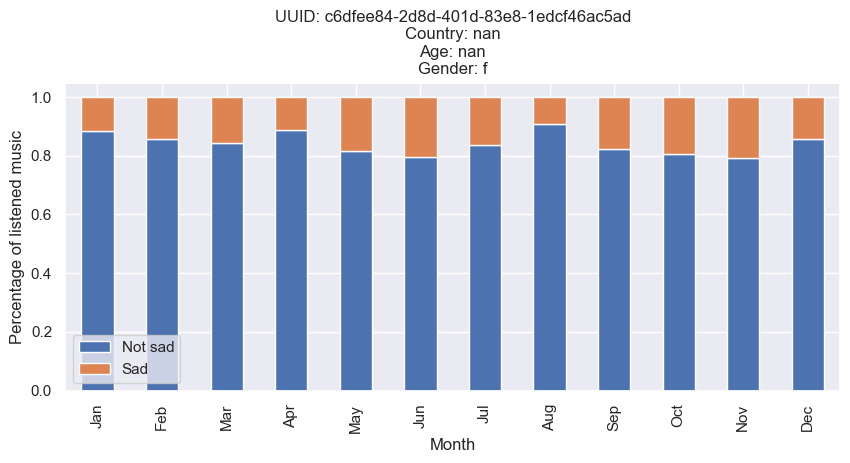 UUID: c6dfee84-2d8d-401d-83e8-1edcf46ac5ad
Country: nan
Age: nan
Gender: f
Percentage of listened music
1.0
0.8
0.6
0.4
0.2
0.0
Not sad
Sad
Jan
Feb
Mar
Apr
May
Jun
Jul
Aug
Sep
Oct
Nov
Dec
Month